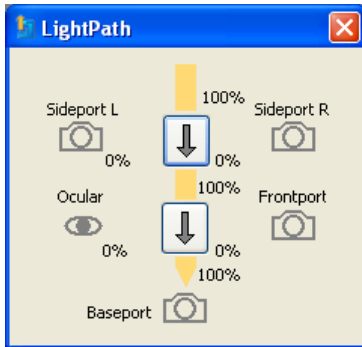 LightPath
100%
Sideport L
Sideport R
0%
0%
100%
Ocular
Frontport
0%
0%
100%
Baseport